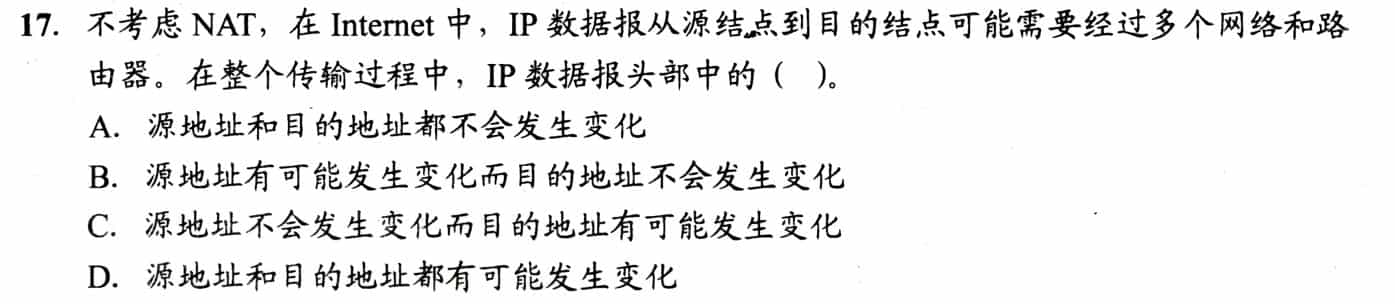 17. 不考虑 NAT，在 Internet 中，IP 数据报从源结点到目的结点可能需要经过多个网络和路
由器。在整个传输过程中，IP 数据报头部中的（ ）。
A. 源地址和目的地址都不会发生变化
B. 源地址有可能发生变化而目的地址不会发生变化
C. 源地址不会发生变化而目的地址有可能发生变化
D. 源地址和目的地址都有可能发生变化